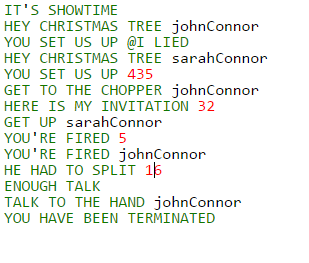 IT'S SHOWTIME
HEY CHRISTMAS TREE johnConnor
YOU SET US UP @I LIED
HEY CHRISTMAS TREE sarahConnor
YOU SET US UP 435
GET TO THE CHOPPER johnConnor
HERE IS MY INVITATION 32
GET UP sarahConnor
YOU'RE FIRED 5
YOU'RE FIRED johnConnor
HE HAD TO SPLIT 16
ENOUGH TALK
TALK TO THE HAND johnConnor
YOU HAVE BEEN TERMINATED